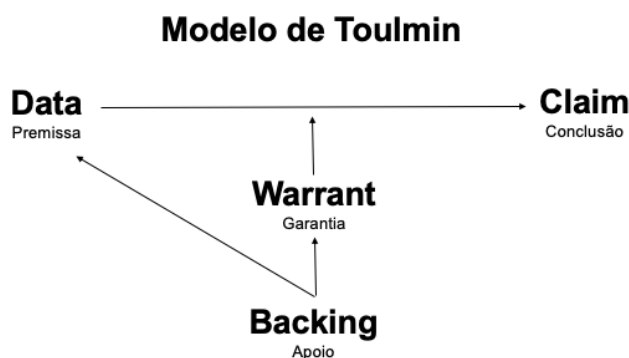 Modelo de Toulmin
Data
Premissa
Claim
Conclusão
Warrant
Garantia
Backing
Apoio